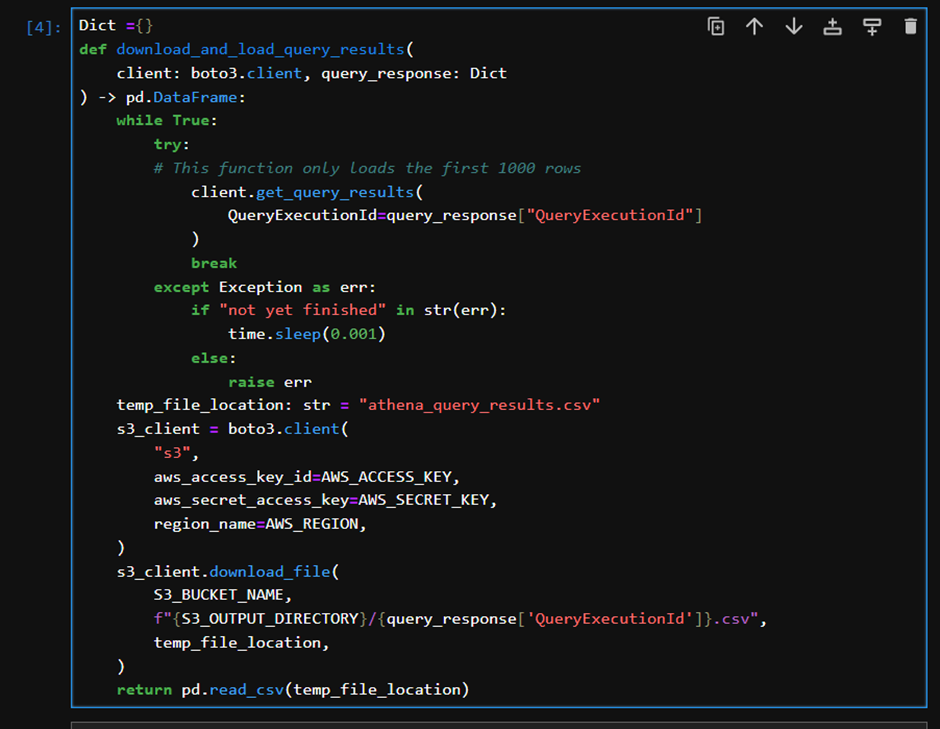 [4]: Dict ={}
def download_and_load_query_results(
    client: boto3.client, query_response: Dict
) -> pd.DataFrame:
    while True:
        try:
        # This function only loads the first 1000 rows
            client.get_query_results(
                QueryExecutionId=query_response["QueryExecutionId"]
            )
            break
        except Exception as err:
            if "not yet finished" in str(err):
                time.sleep(0.001)
            else:
                raise err
    temp_file_location: str = "athena_query_results.csv"
    s3_client = boto3.client(
        "s3",
        aws_access_key_id=AWS_ACCESS_KEY,
        aws_secret_access_key=AWS_SECRET_KEY,
        region_name=AWS_REGION,
    )
    s3_client.download_file(
        S3_BUCKET_NAME,
        f"{S3_OUTPUT_DIRECTORY}/{query_response['QueryExecutionId']}.csv",
        temp_file_location,
    )
    return pd.read_csv(temp_file_location)